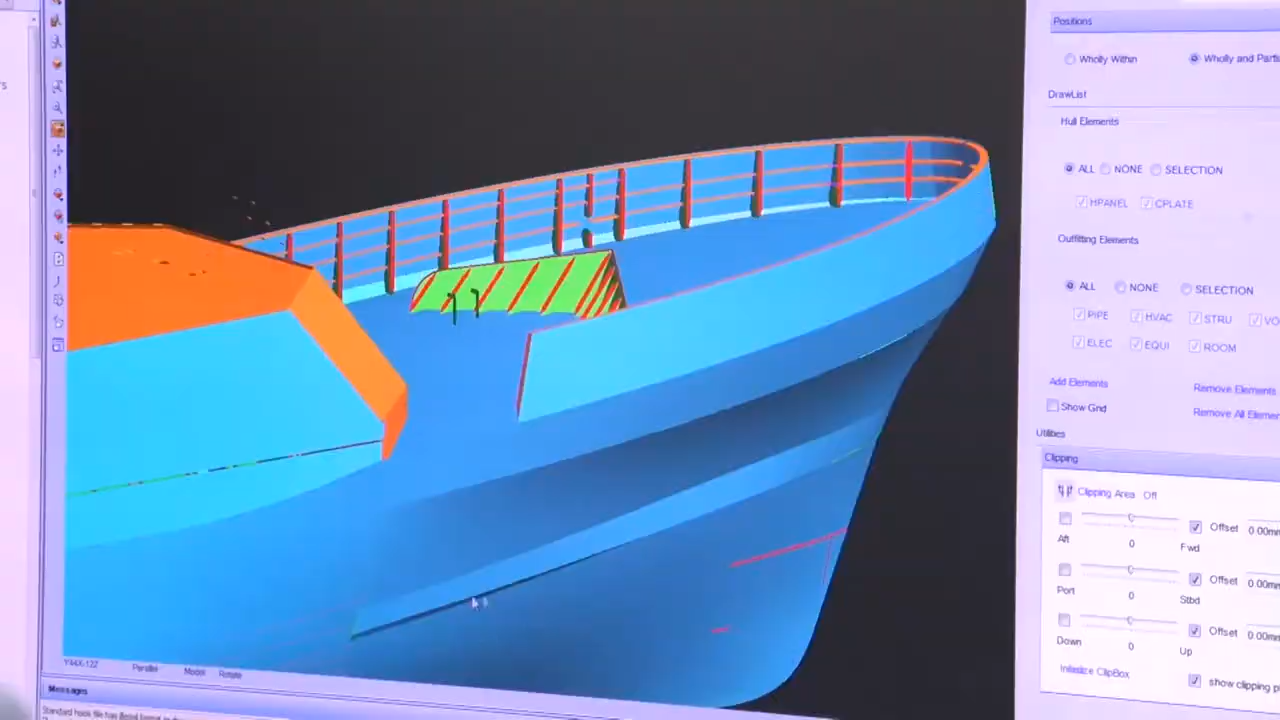 Positions
Wholly Within Wholly and
DrawList
Hull Elements
ALL NONE SELECTION
HPANEL CPLATE
Outfitting Elements
ALL NONE SELECTION
PIPE HVAC STRU
ELEC EQUI ROOM
Add Elements Remove Elements
Show Grid Remove All
Utilities
Clipping
Clipping Area Off
Offset 0.00mm
Aft 0 Fwd
Offset 0.00mm
Port 0 Stbd
Offset 0.00mm
Down 0 Up
Initialize ClipBox show clipping
Parallel Model Rotate
Messages